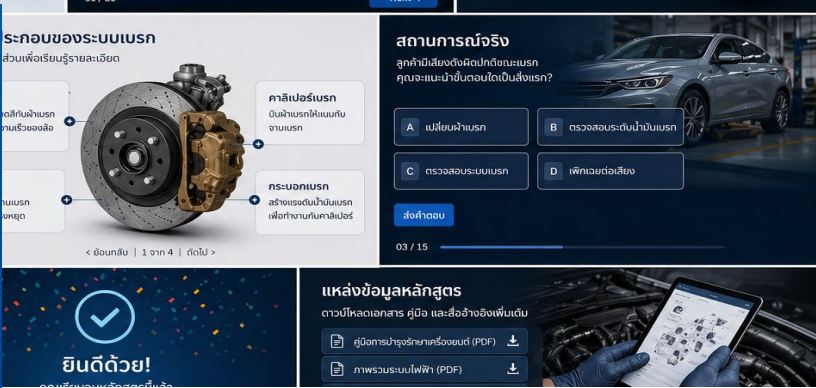 ระกอบของระบบเบรก
ส่วนเพื่อเรียนรู้รายละเอียด
คาลิเปอร์เบรก
บีบผ้าเบรกให้แนบกับ
จานเบรก
กระบอกเบรก
สร้างแรงดันน้ำมันเบรก
เพื่อทำงานกับคาลิเปอร์
< ย้อนกลับ | 1 จาก 4 | ถัดไป >
สถานการณ์จริง
ลูกค้ามีเสียงดังผิดปกติขณะเบรก
คุณจะแนะนำขั้นตอนใดเป็นสิ่งแรก?
A เปลี่ยนผ้าเบรก
B ตรวจสอบระดับน้ำมันเบรก
C ตรวจสอบระบบเบรก
D เพิกเฉยต่อเสียง
ส่งคำตอบ
03 / 15
ยินดีด้วย!
แหล่งข้อมูลหลักสูตร
ดาวน์โหลดเอกสาร คู่มือ และสื่ออ้างอิงเพิ่มเติม
คู่มือการบำรุงรักษาเครื่องยนต์ (PDF)
ภาพรวมระบบไฟฟ้า (PDF)